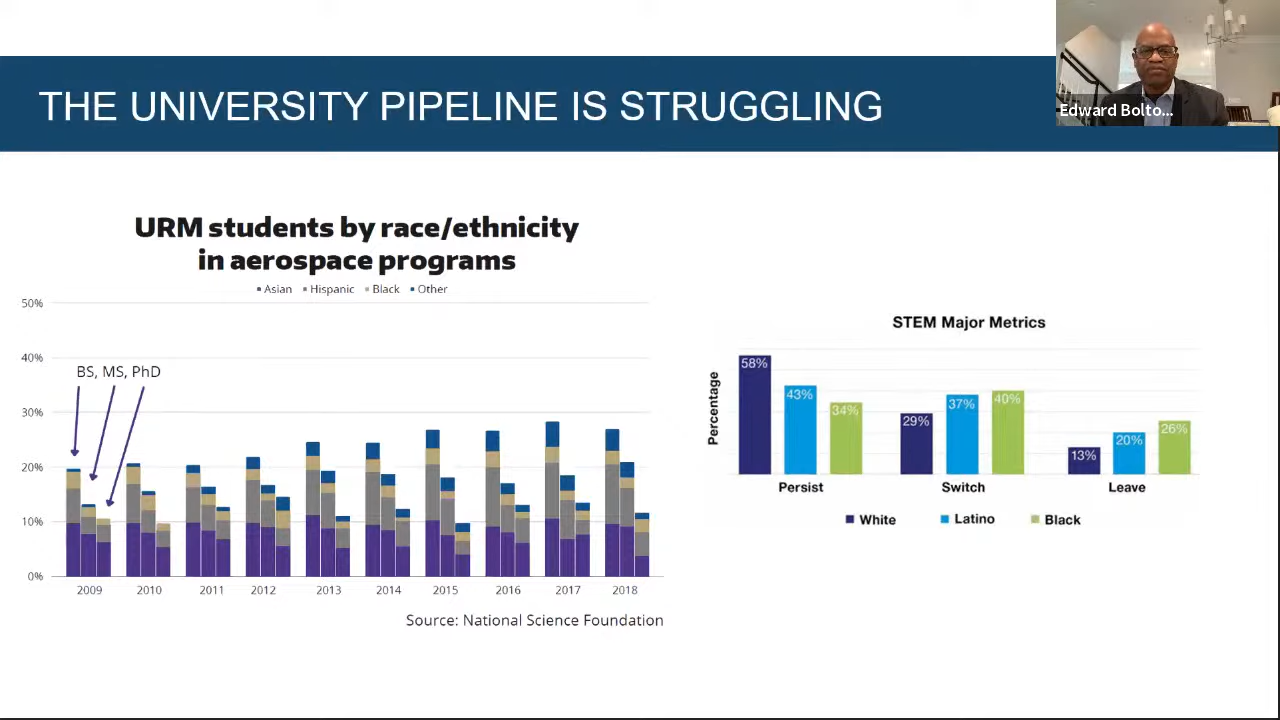 THE UNIVERSITY PIPELINE IS STRUGGLING
Edward Bolto...
URM students by race/ethnicity
in aerospace programs
Asian Hispanic Black Other
50%
40%
30%
20%
10%
0%
BS, MS, PhD
2009 2010 2011 2012 2013 2014 2015 2016 2017 2018
Source: National Science Foundation
STEM Major Metrics
Percentage
58% 43% 34% 29% 37% 40% 13% 20% 26%
Persist Switch Leave
White Latino Black